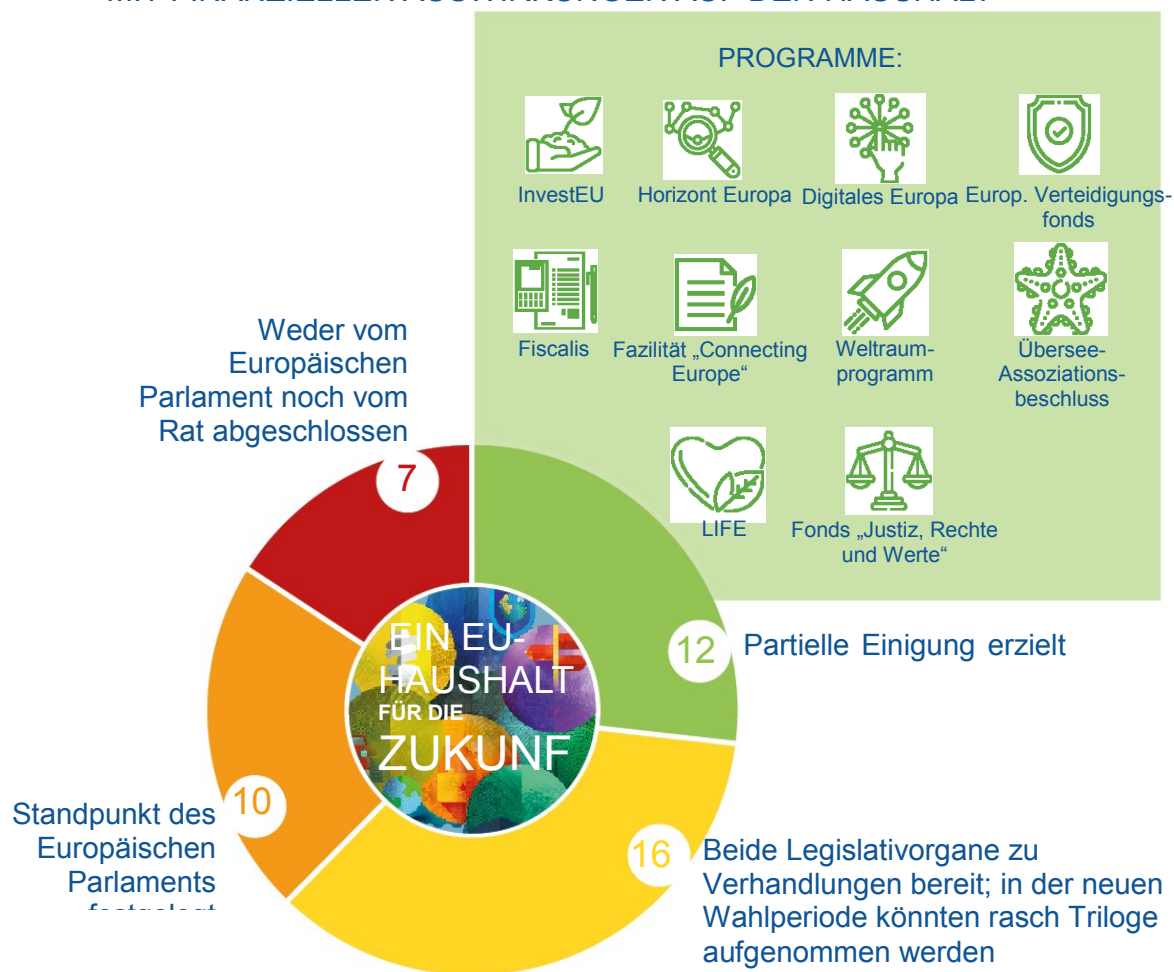 PROGRAMME:
InvestEU
Horizont Europa
Digitales Europa
Europ. Verteidigungs-
fonds
Fiscalis
Fazilität „Connecting
Europe“
Weltraum-
programm
Übersee-
Assoziations-
beschluss
LIFE
Fonds „Justiz, Rechte
und Werte“
Weder vom
Europäischen
Parlament noch vom
Rat abgeschlossen
7
12
Partielle Einigung erzielt
EIN EU-
HAUSHALT
FÜR DIE
ZUKUNF
10
Standpunkt des
Europäischen
Parlaments
16
Beide Legislativorgane zu
Verhandlungen bereit; in der neuen
Wahlperiode könnten rasch Triloge
aufgenommen werden